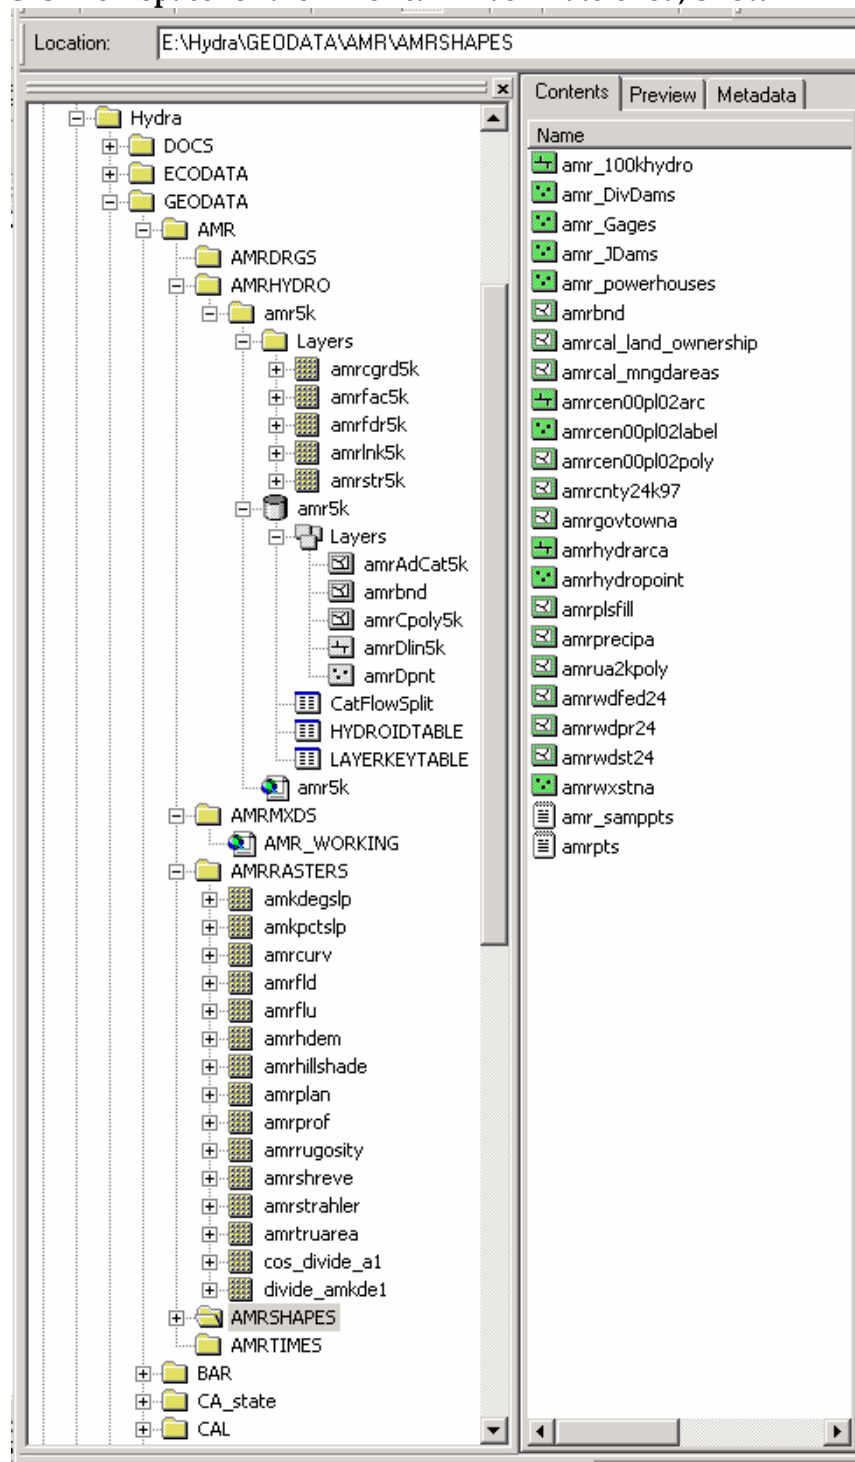 Location: E:\Hydra\GEODATA\AMR\AMRSHAPES
Hydra
DOCS
ECODATA
GEODATA
AMR
AMRDRGS
AMRHYDRO
amr5k
Layers
amrcgrd5k
amrfac5k
amrfdr5k
amrlnk5k
amrstr5k
amr5k
Layers
amrAdCat5k
amrbnd
amrCpoly5k
amrDlin5k
amrDpnt
CatFlowSplit
HYDROIDTABLE
LAYERKEYTABLE
amr5k
AMRMXDS
AMR_WORKING
AMRRASTERS
amkdegslp
amkpctslp
amrcurv
amrfld
amrflu
amrhdem
amrhillshade
amrplan
amrprof
amrrugosity
amrshreve
amrstrahler
amrtruarea
cos_divide_a1
divide_amkde1
AMRSHAPES
AMRTIMES
BAR
CA_state
CAL
Contents Preview Metadata
Name
amr_100khydro
amr_DivDams
amr_Gages
amr_JDams
amr_powerhouses
amrbnd
amrcal_land_ownership
amrcal_mngdareas
amrcen00pl02arc
amrcen00pl02label
amrcen00pl02poly
amrcnty24k97
amrgovtowna
amrhydrarca
amrhydropoint
amrplsfill
amrprecipa
amrua2kpoly
amrwdfed24
amrwdpr24
amrwdst24
amrwxstna
amr_samppts
amrpts